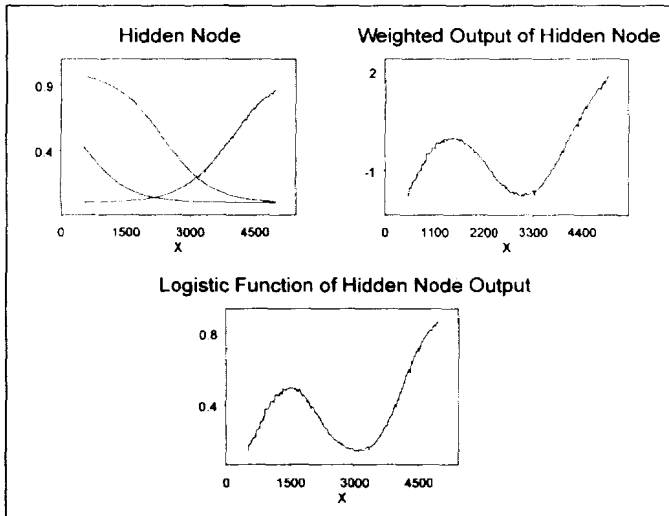 Hidden Node
0.9
0.4
0 1500 3000 4500
X
Weighted Output of Hidden Node
2
-1
0 1100 2200 3300 4400
X
Logistic Function of Hidden Node Output
0.8
0.4
0 1500 3000 4500
X